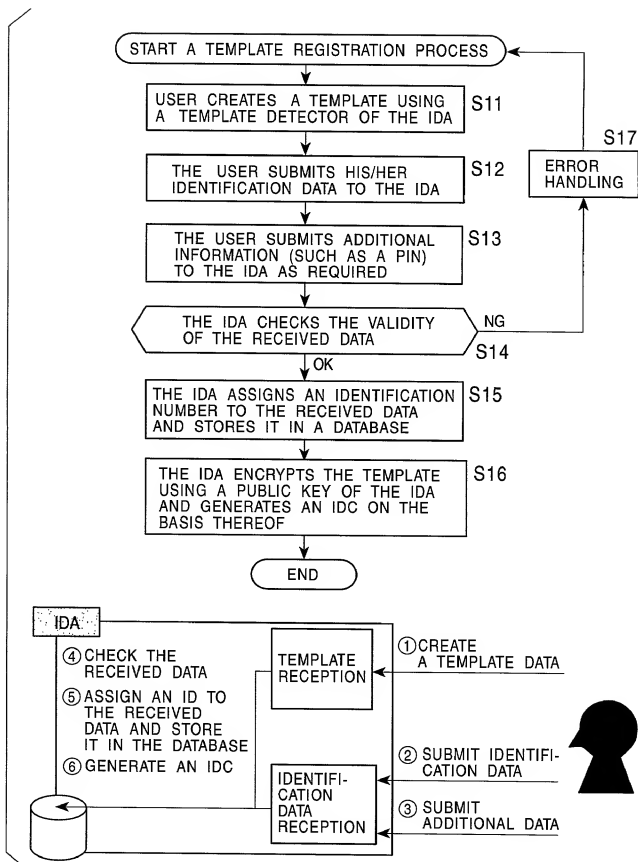 START A TEMPLATE REGISTRATION PROCESS
USER CREATES A TEMPLATE USING
A TEMPLATE DETECTOR OF THE IDA
S11
THE USER SUBMITS HIS/HER
IDENTIFICATION DATA TO THE IDA
S12
S17
ERROR
HANDLING
THE USER SUBMITS ADDITIONAL
INFORMATION (SUCH AS A PIN)
TO THE IDA AS REQUIRED
S13
THE IDA CHECKS THE VALIDITY
OF THE RECEIVED DATA
NG
S14
OK
THE IDA ASSIGNS AN IDENTIFICATION
NUMBER TO THE RECEIVED DATA
AND STORES IT IN A DATABASE
S15
THE IDA ENCRYPTS THE TEMPLATE
USING A PUBLIC KEY OF THE IDA
AND GENERATES AN IDC ON THE
BASIS THEREOF
S16
END
IDA
④ CHECK THE
RECEIVED DATA
⑤ ASSIGN AN ID TO
THE RECEIVED
DATA AND STORE
IT IN THE DATABASE
⑥ GENERATE AN IDC
TEMPLATE
RECEPTION
① CREATE
A TEMPLATE DATA
IDENTIFI-
CATION
DATA
RECEPTION
② SUBMIT IDENTIFI-
CATION DATA
③ SUBMIT
ADDITIONAL DATA